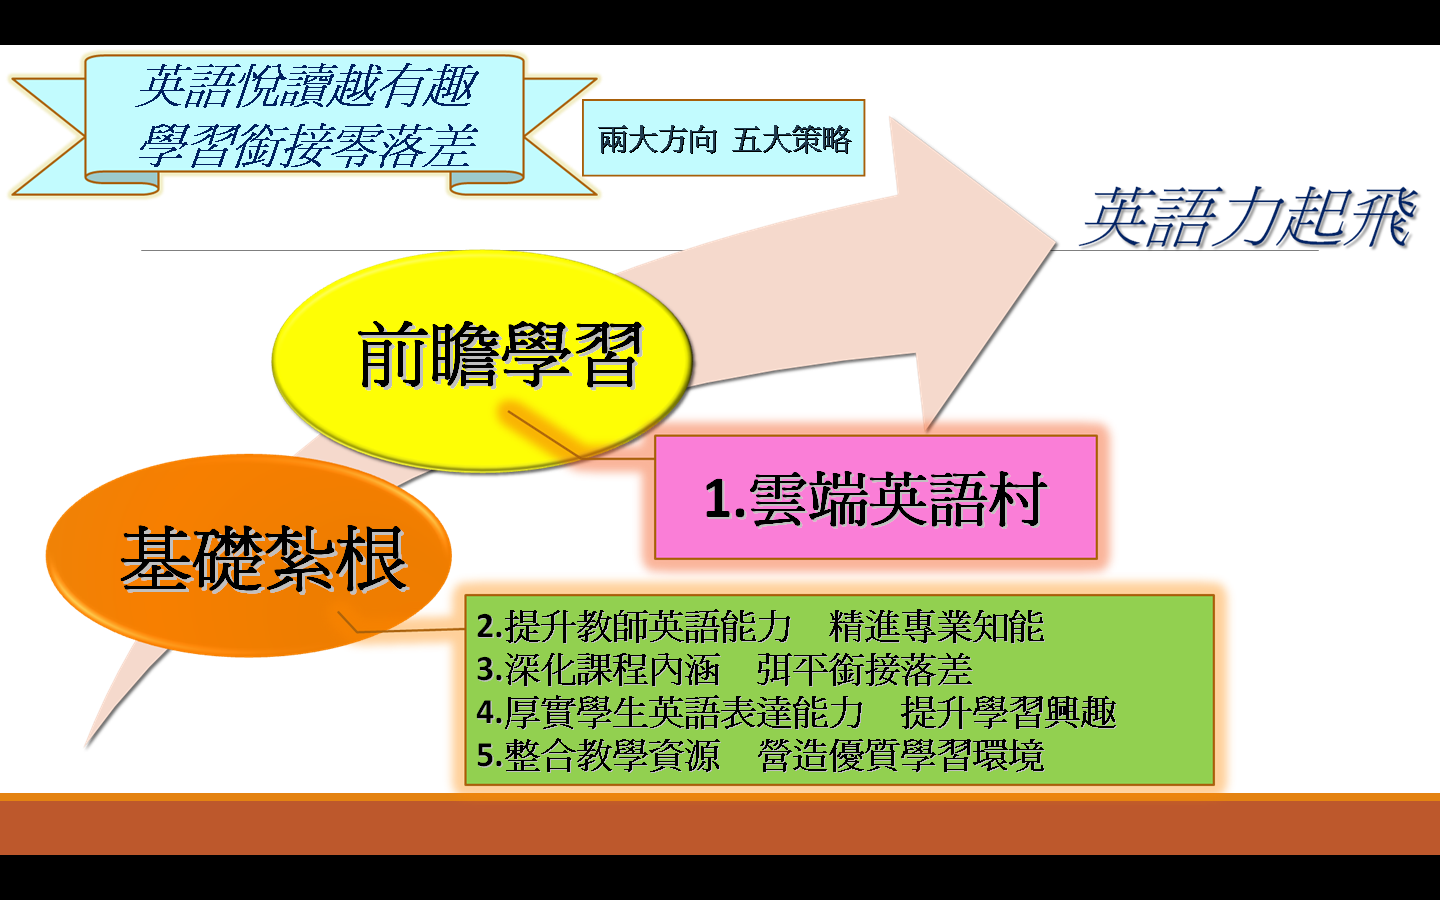 英語悅讀越有趣
學習銜接零落差
兩大方向 五大策略
英語力起飛
前瞻學習
1.雲端英語村
基礎紮根
2.提升教師英語能力　精進專業知能
3.深化課程內涵　弭平銜接落差
4.厚實學生英語表達能力　提升學習興趣
5.整合教學資源　營造優質學習環境